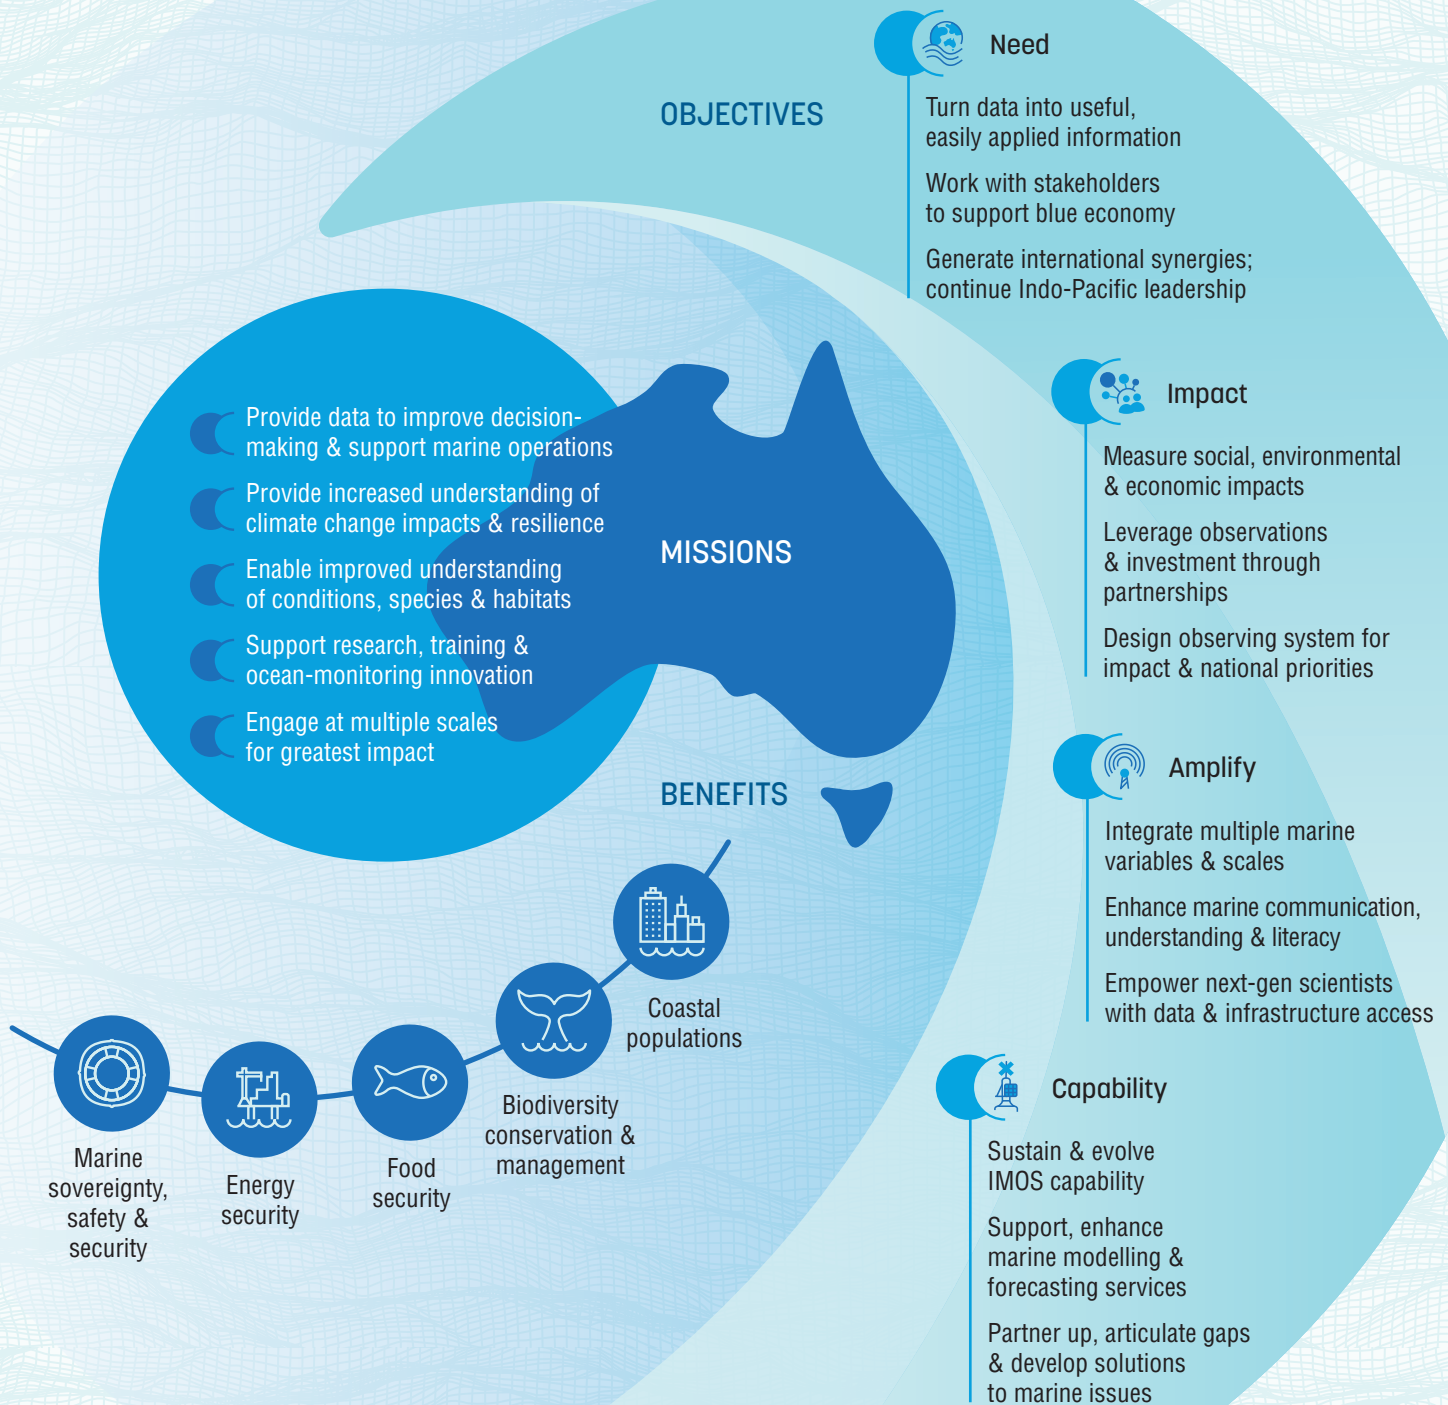 OBJECTIVES
Need
Turn data into useful,
easily applied information
Work with stakeholders
to support blue economy
Generate international synergies;
continue Indo-Pacific leadership
Impact
Measure social, environmental
& economic impacts
Leverage observations
& investment through
partnerships
Design observing system for
impact & national priorities
Amplify
Integrate multiple marine
variables & scales
Enhance marine communication,
understanding & literacy
Empower next-gen scientists
with data & infrastructure access
Capability
Sustain & evolve
IMOS capability
Support, enhance
marine modelling &
forecasting services
Partner up, articulate gaps
& develop solutions
to marine issues
MISSIONS
Provide data to improve decision-
making & support marine operations
Provide increased understanding of
climate change impacts & resilience
Enable improved understanding
of conditions, species & habitats
Support research, training &
ocean-monitoring innovation
Engage at multiple scales
for greatest impact
BENEFITS
Marine
sovereignty,
safety &
security
Energy
security
Food
security
Biodiversity
conservation &
management
Coastal
populations